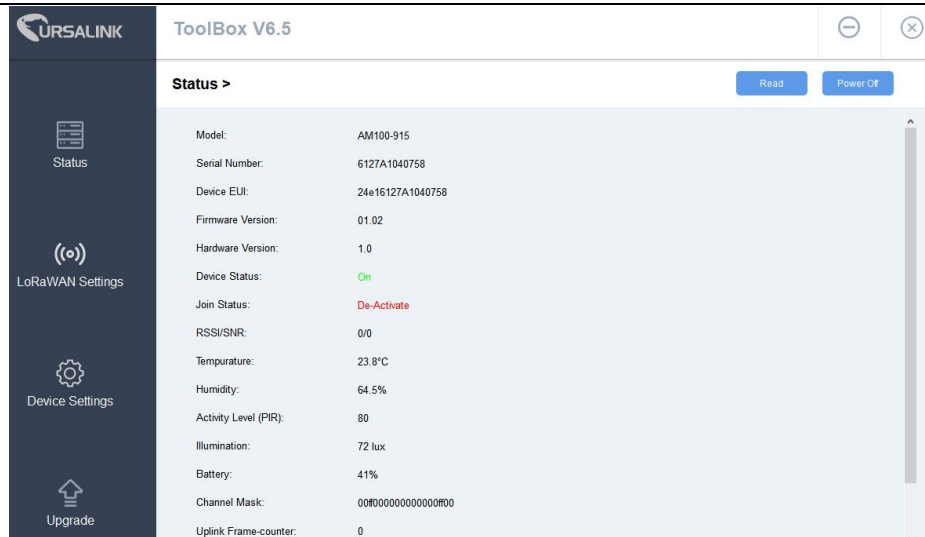 URSALINK
ToolBox V6.5
Status >
Read
Power Off
Status
LoRaWAN Settings
Device Settings
Upgrade
Model: AM100-915
Serial Number: 6127A1040758
Device EUI: 24e16127A1040758
Firmware Version: 01.02
Hardware Version: 1.0
Device Status: On
Join Status: De-Activate
RSSI/SNR: 0/0
Tempurature: 23.8°C
Humidity: 64.5%
Activity Level (PIR): 80
Illumination: 72 lux
Battery: 41%
Channel Mask: 00ff000000000000ff00
Uplink Frame-counter: 0